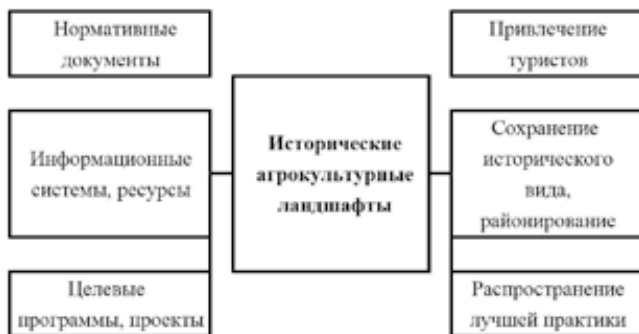 Нормативные
документы
Информационные
системы, ресурсы
Целевые
программы, проекты
Исторические
агрокультурные
ландшафты
Привлечение
туристов
Сохранение
исторического
вида,
районирование
Распространение
лучшей практики